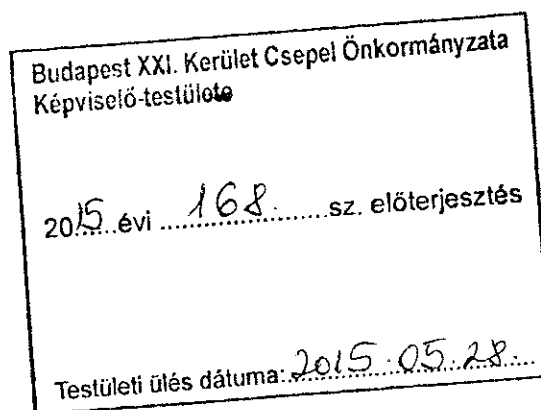 Budapest XXI. Kerület Csepel Önkormányzata
Képviselő-testülete
2015 évi 168. sz. előterjesztés
Testületi ülés dátuma: 2015.05.28.